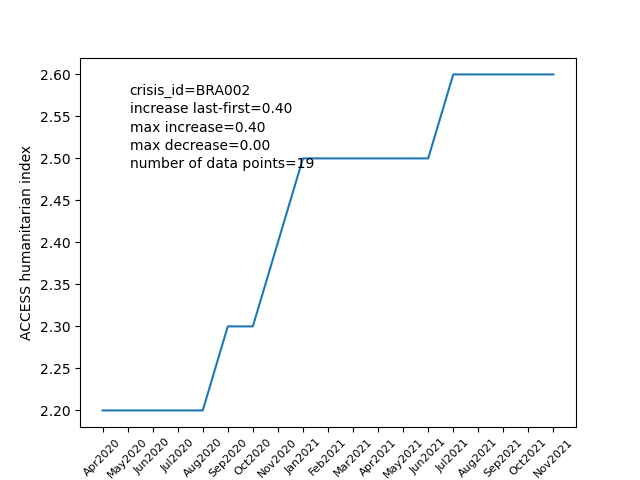 crisis_id=BRA002
increase last-first=0.40
max increase=0.40
max decrease=0.00
number of data points=19
ACCESS humanitarian index
2.60
2.55
2.50
2.45
2.40
2.35
2.30
2.25
2.20
Apr2020
May2020
Jun2020
Jul2020
Aug2020
Sep2020
Oct2020
Nov2020
Jan2021
Feb2021
Mar2021
Apr2021
May2021
Jun2021
Jul2021
Aug2021
Sep2021
Oct2021
Nov2021